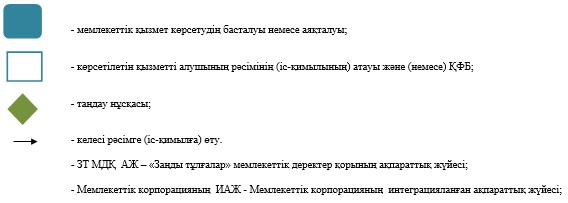 - мемлекеттік қызмет көрсетудің басталуы немесе аяқталуы;
- көрсетілетін қызметті алушының рәсімінің (іс-қимылының) атауы және (немесе) ҚФБ;
- таңдау нұсқасы;
- келесі рәсімге (іс-қимылға) өту.
- ЗТ МДҚ АЖ – «Заңды тұлғалар» мемлекеттік деректер қорының ақпараттық жүйесі;
- Мемлекеттік корпорацияның ИАЖ - Мемлекеттік корпорацияның интеграцияланған ақпараттық жүйесі;